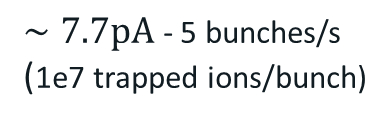 ~ 7.7pA - 5 bunches/s
(1e7 trapped ions/bunch)